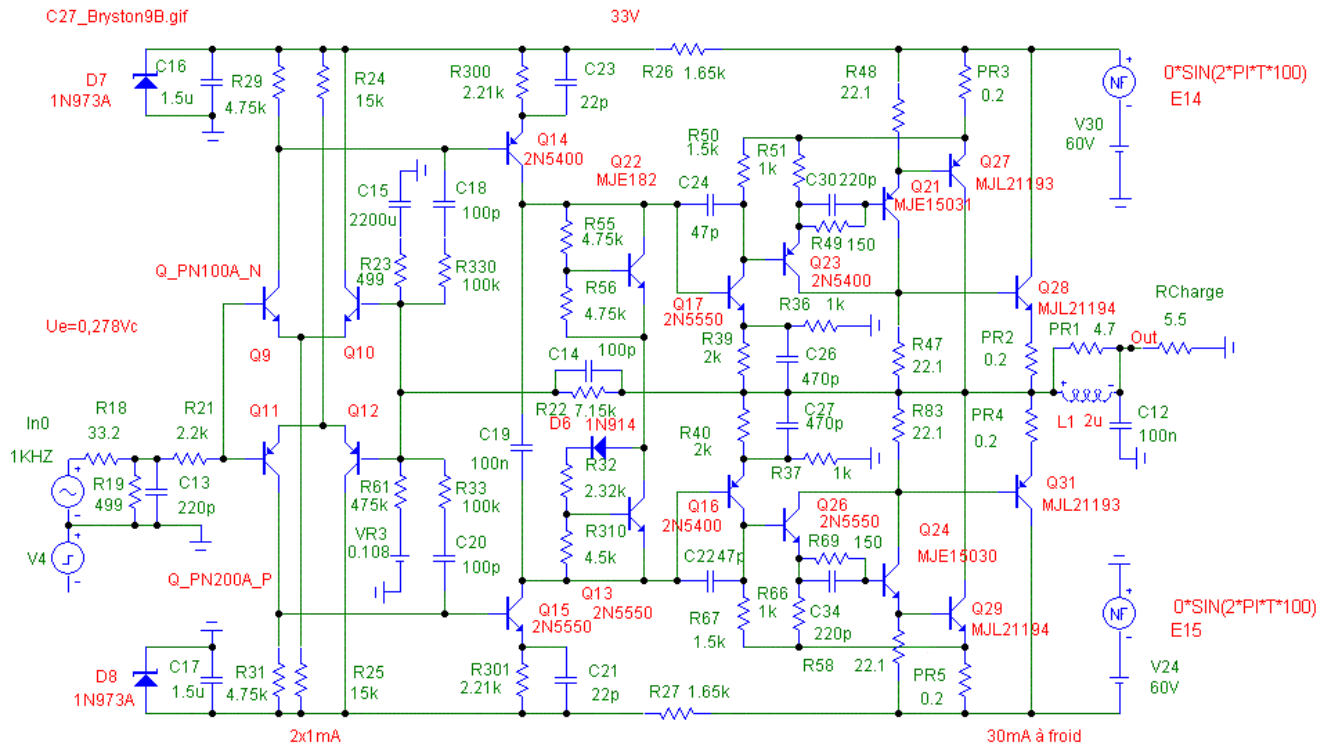 C27_Bryston9B.gif
33V
D7
1N973A
C16
1.5u
R29
4.75k
R24
15k
R300
2.21k
C23
22p
R26 1.65k
R48
22.1
PR3
0.2
0*SIN(2*PI*T*100)
E14
NF
V30
60V
Q14
2N5400
Q22
MJE182
R50
1.5k
R51
1k
C30 220p
Q21
MJE15031
Q27
MJL21193
C15
2200u
C18
100p
C24
47p
R55
4.75k
R49 150
Q23
2N5400
Q_PN100A_N
R23
499
R330
100k
R56
4.75k
Q17
2N5550
R36
1k
Q28
MJL21194
RCharge
5.5
Ue=0,278Vc
Q9
Q10
100p
C14
R39
2k
C26
470p
R47
22.1
PR2
0.2
PR1 4.7
Out
R22 7.15k
Q11
Q12
D6 1N914
C27
470p
R83
22.1
PR4
0.2
L1 2u
C12
100n
In0
R18
33.2
R21
2.2k
C19
100n
R40
2k
1KHZ
R19
499
C13
220p
R61
475k
R33
100k
R32
2.32k
R37 1k
Q31
MJL21193
Q16
2N5400
Q26
2N5550
V4
VR3
0.108
C20
100p
R310
4.5k
C22 47p
R69
150
Q24
MJE15030
Q_PN200A_P
Q15
2N5550
Q13
2N5550
R67
1.5k
R66
1k
C34
220p
Q29
MJL21194
NF
0*SIN(2*PI*T*100)
E15
D8
1N973A
C17
1.5u
R31
4.75k
R25
15k
R301
2.21k
C21
22p
R27 1.65k
R58
22.1
PR5
0.2
V24
60V
2x1mA
30mA à froid